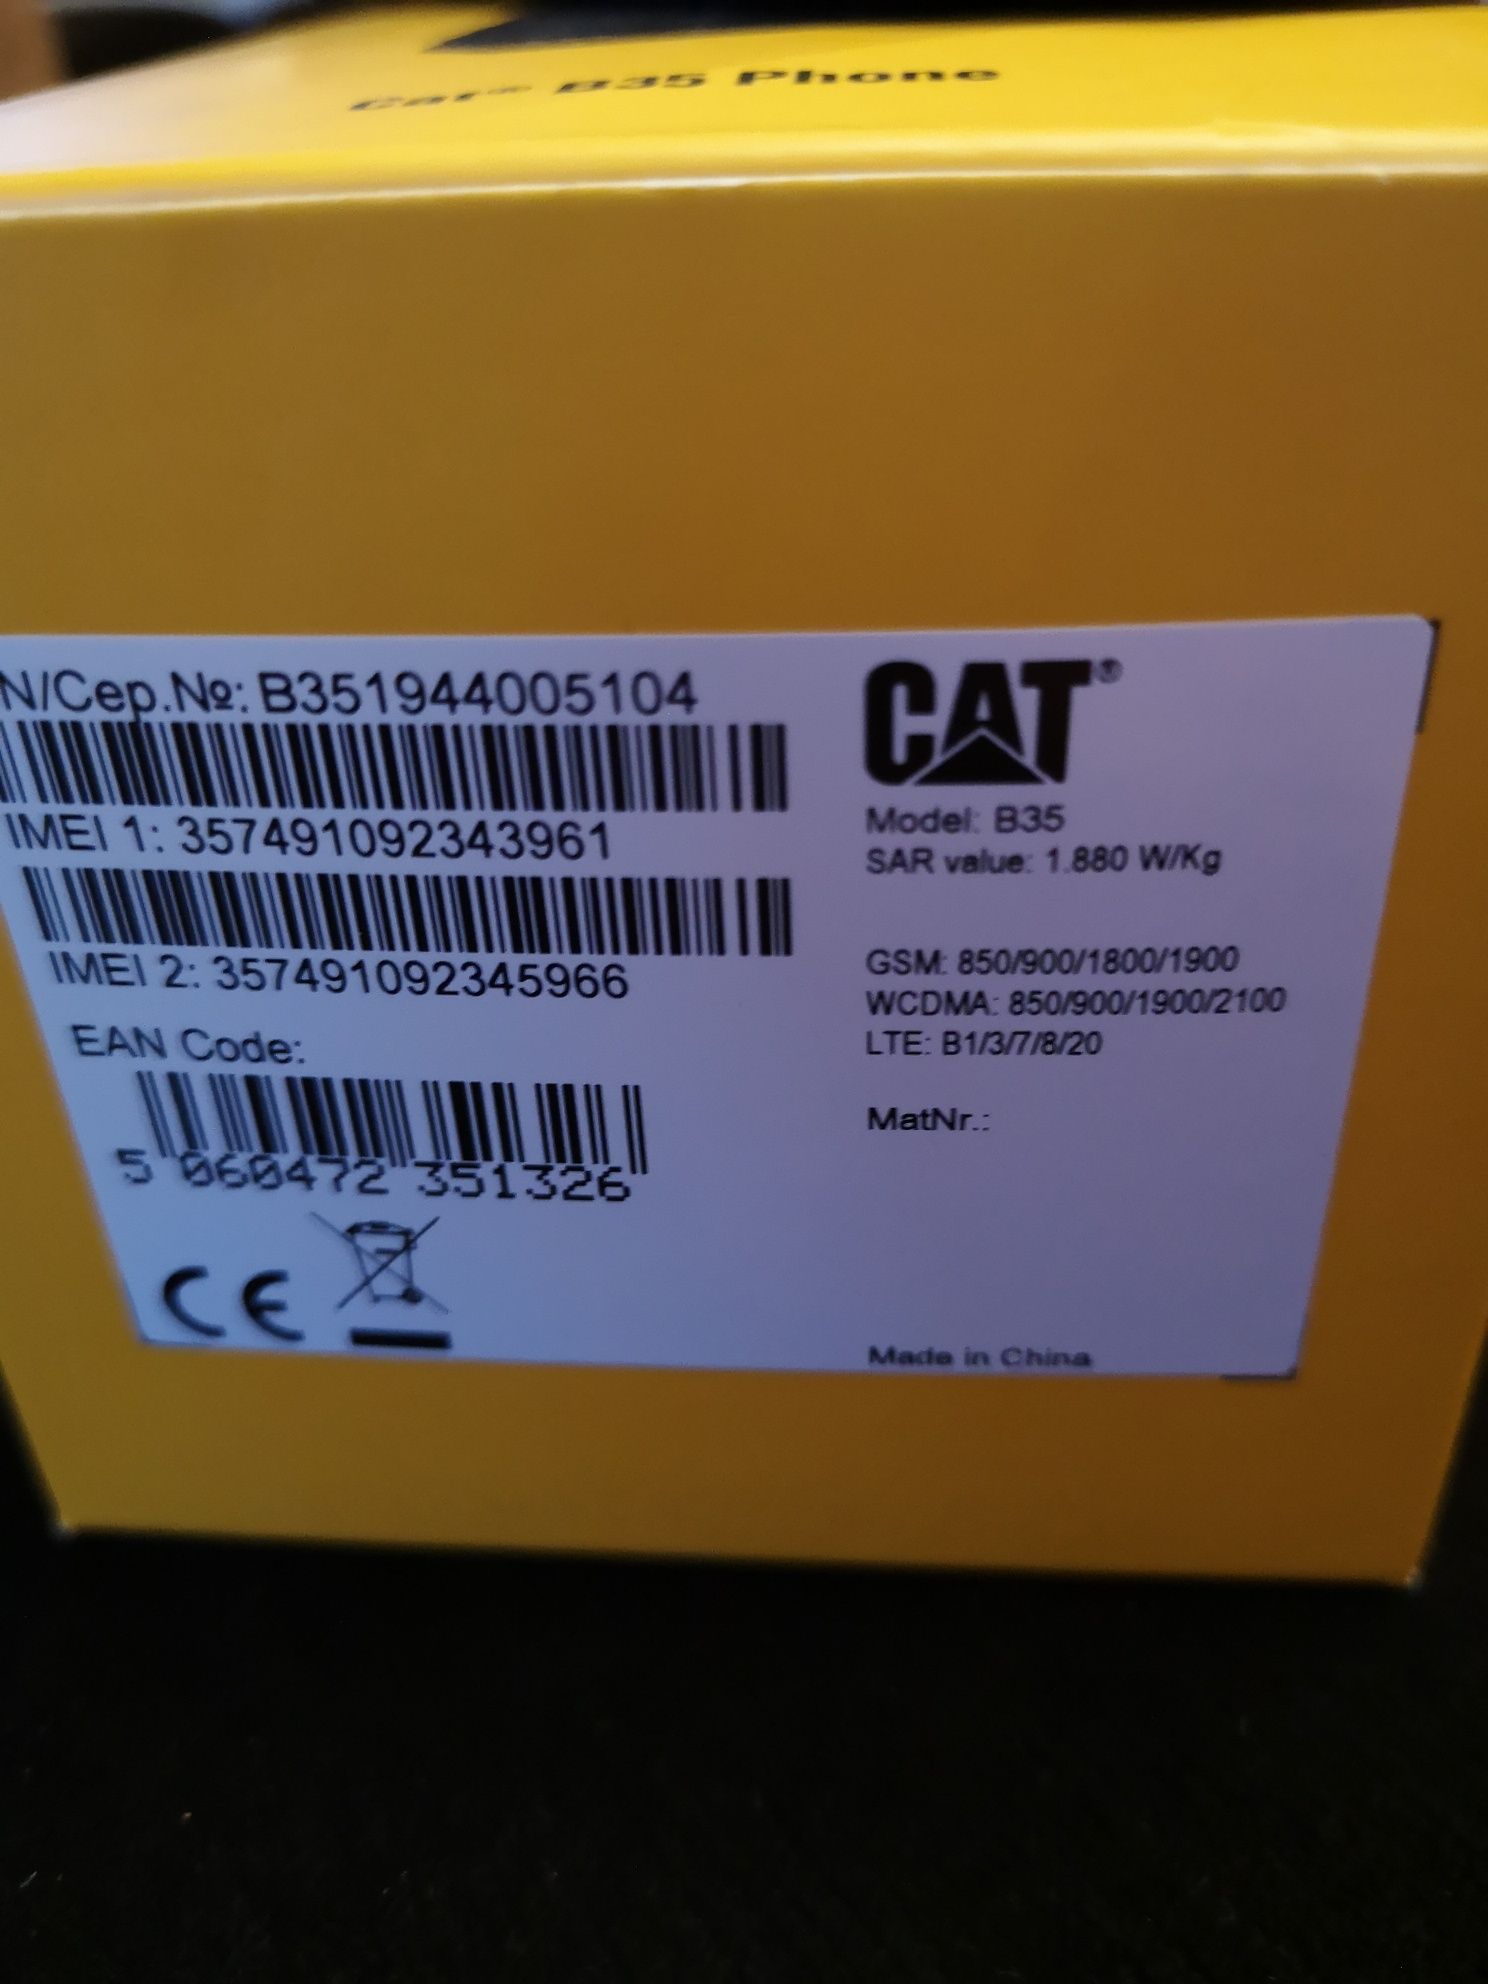 Cat® B35 Phone
N/Cep.№: B351944005104
IMEI 1: 357491092343961
IMEI 2: 357491092345966
EAN Code:
5 060472 351326
CE
CAT®
Model: B35
SAR value: 1.880 W/Kg
GSM: 850/900/1800/1900
WCDMA: 850/900/1900/2100
LTE: B1/3/7/8/20
MatNr.:
Made in China